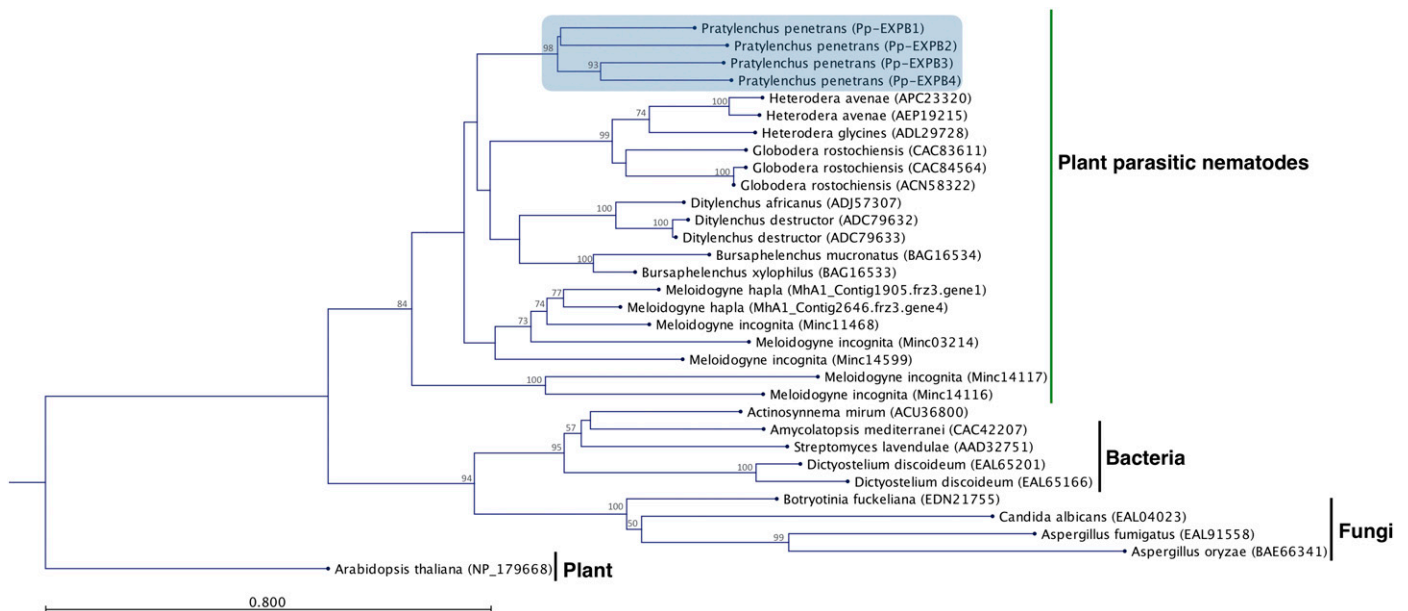 Pratylenchus penetrans (Pp-EXPB1)
98
Pratylenchus penetrans (Pp-EXPB2)
Pratylenchus penetrans (Pp-EXPB3)
93
Pratylenchus penetrans (Pp-EXPB4)
Heterodera avenae (APC23320)
100
Heterodera avenae (AEP19215)
74
Heterodera glycines (ADL29728)
99
Globodera rostochiensis (CAC83611)
Plant parasitic nematodes
Globodera rostochiensis (CAC84564)
100
Globodera rostochiensis (ACN58322)
Ditylenchus africanus (ADJ57307)
100
Ditylenchus destructor (ADC79632)
100
Ditylenchus destructor (ADC79633)
Bursaphelenchus mucronatus (BAG16534)
100
Bursaphelenchus xylophilus (BAG16533)
Meloidogyne hapla (MhA1_Contig1905.frz3.gene1)
77
74
Meloidogyne hapla (MhA1_Contig2646.frz3.gene4)
84
73
Meloidogyne incognita (Minc11468)
Meloidogyne incognita (Minc03214)
Meloidogyne incognita (Minc14599)
Meloidogyne incognita (Minc14117)
100
Meloidogyne incognita (Minc14116)
Actinosynnema mirum (ACU36800)
57
Amycolatopsis mediterranei (CAC42207)
95
Streptomyces lavendulae (AAD32751)
Bacteria
Dictyostelium discoideum (EAL65201)
100
94
Dictyostelium discoideum (EAL65166)
Botryotinia fuckeliana (EDN21755)
100
Candida albicans (EAL04023)
50
Fungi
Aspergillus fumigatus (EAL91558)
99
Aspergillus oryzae (BAE66341)
Arabidopsis thaliana (NP_179668)
Plant
0.800